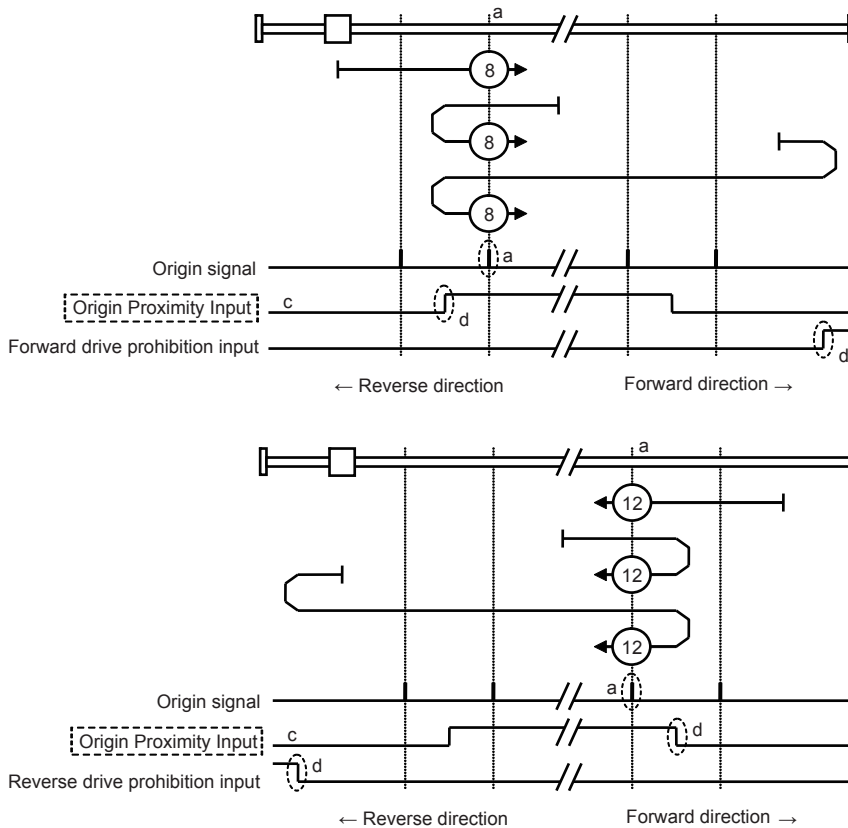 a
8
8
8
Origin signal
a
Origin Proximity Input
c
d
Forward drive prohibition input
d
← Reverse direction Forward direction →
a
12
12
12
Origin signal
a
Origin Proximity Input
c
d
Reverse drive prohibition input
d
← Reverse direction Forward direction →